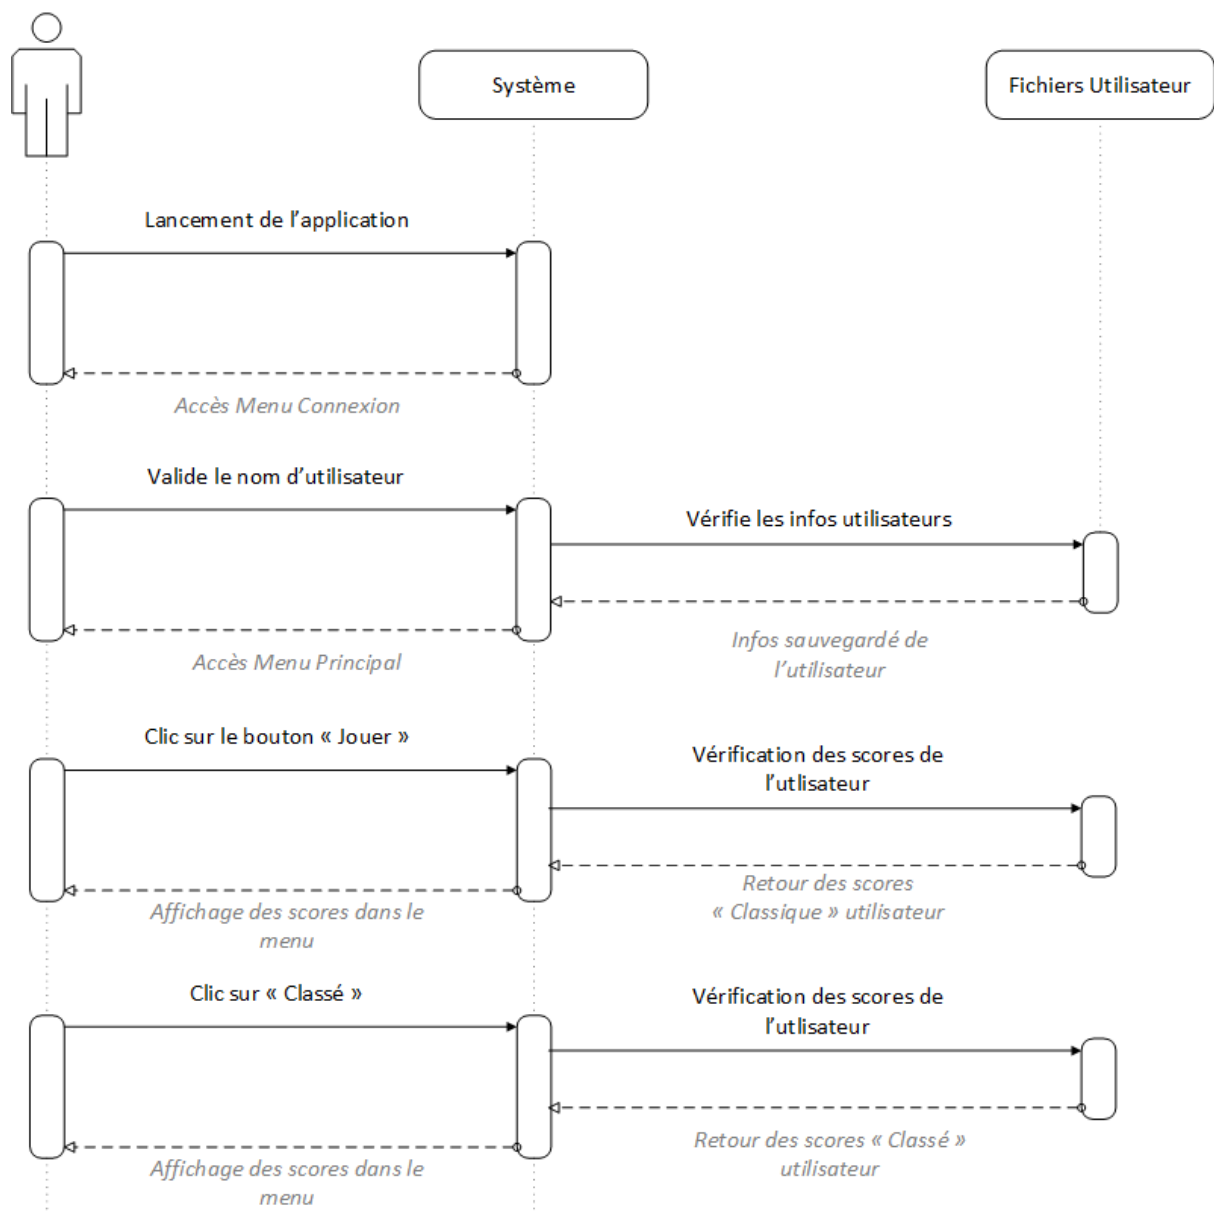 Système
Fichiers Utilisateur
Lancement de l’application
Accès Menu Connexion
Valide le nom d’utilisateur
Vérifie les infos utilisateurs
Infos sauvegardé de
l’utilisateur
Accès Menu Principal
Clic sur le bouton « Jouer »
Vérification des scores de
l’utlisateur
Retour des scores
« Classique » utilisateur
Affichage des scores dans le
menu
Clic sur « Classé »
Vérification des scores de
l’utlisateur
Retour des scores « Classé »
utilisateur
Affichage des scores dans le
menu